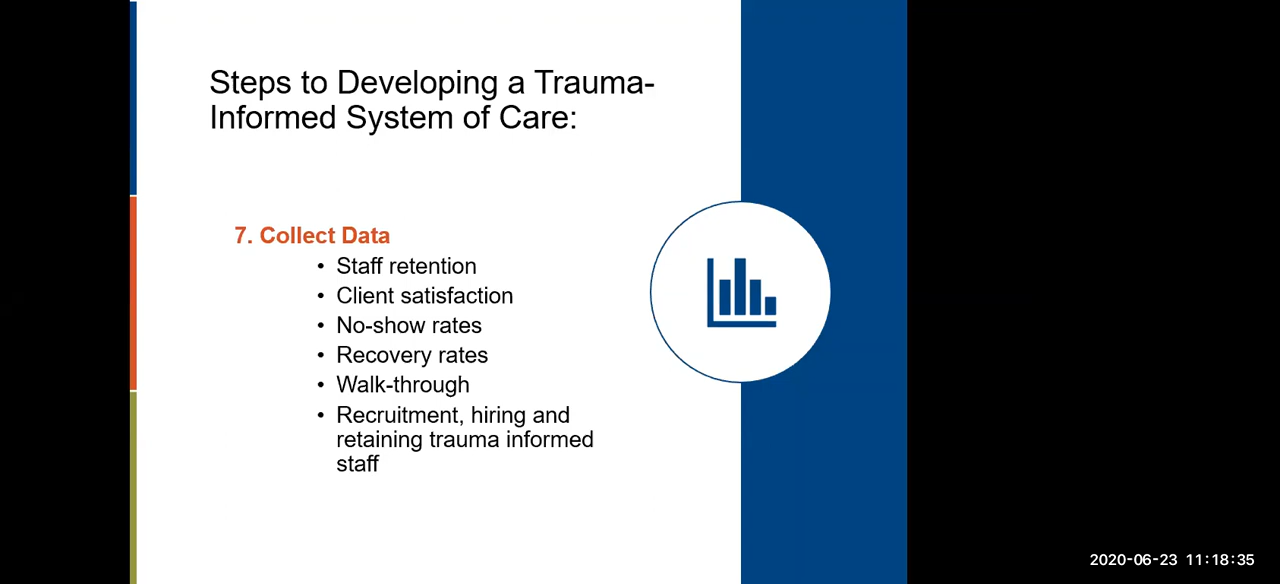 Steps to Developing a Trauma-
Informed System of Care:
7. Collect Data
• Staff retention
• Client satisfaction
• No-show rates
• Recovery rates
• Walk-through
• Recruitment, hiring and
retaining trauma informed
staff
2020-06-23 11:18:35